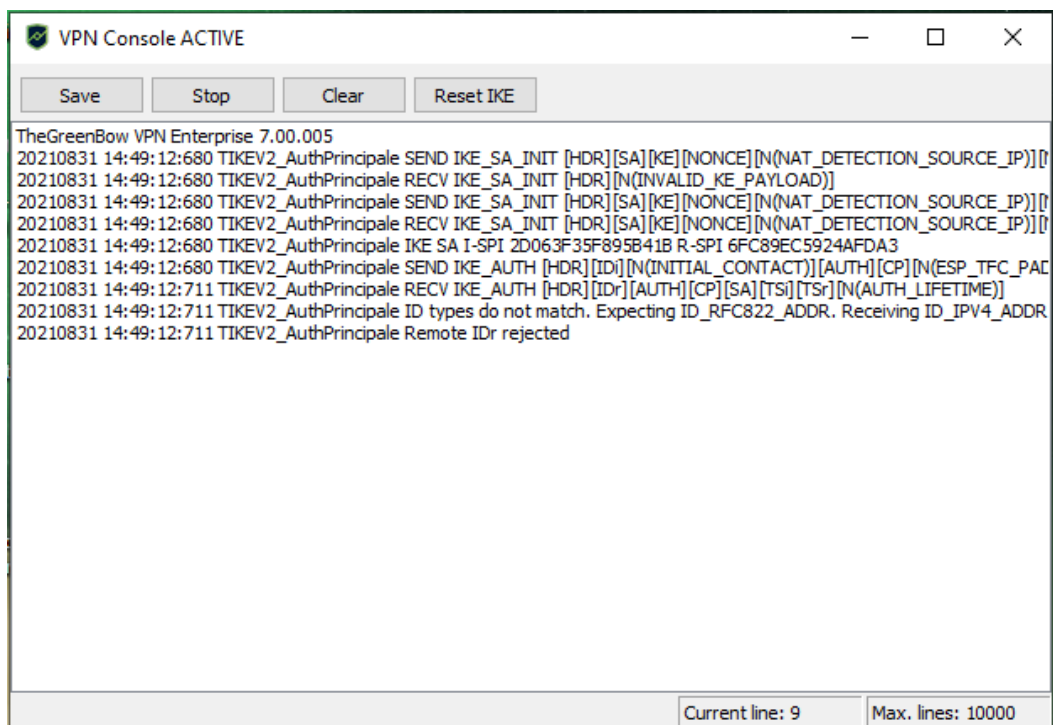 VPN Console ACTIVE
Save Stop Clear Reset IKE
TheGreenBow VPN Enterprise 7.00.005
20210831 14:49:12:680 TIKEV2_AuthPrincipale SEND IKE_SA_INIT [HDR][SA][KE][NONCE][N(NAT_DETECTION_SOURCE_IP)][
20210831 14:49:12:680 TIKEV2_AuthPrincipale RECV IKE_SA_INIT [HDR][N(INVALID_KE_PAYLOAD)]
20210831 14:49:12:680 TIKEV2_AuthPrincipale SEND IKE_SA_INIT [HDR][SA][KE][NONCE][N(NAT_DETECTION_SOURCE_IP)][
20210831 14:49:12:680 TIKEV2_AuthPrincipale RECV IKE_SA_INIT [HDR][SA][KE][NONCE][N(NAT_DETECTION_SOURCE_IP)][
20210831 14:49:12:680 TIKEV2_AuthPrincipale IKE SA I-SPI 2D063F35F895B41B R-SPI 6FC89EC5924AFDA3
20210831 14:49:12:680 TIKEV2_AuthPrincipale SEND IKE_AUTH [HDR][IDi][N(INITIAL_CONTACT)][AUTH][CP][N(ESP_TFC_PAD
20210831 14:49:12:711 TIKEV2_AuthPrincipale RECV IKE_AUTH [HDR][IDr][AUTH][CP][SA][TSi][TSr][N(AUTH_LIFETIME)]
20210831 14:49:12:711 TIKEV2_AuthPrincipale ID types do not match. Expecting ID_RFC822_ADDR. Receiving ID_IPV4_ADDR
20210831 14:49:12:711 TIKEV2_AuthPrincipale Remote IDr rejected
Current line: 9 Max. lines: 10000